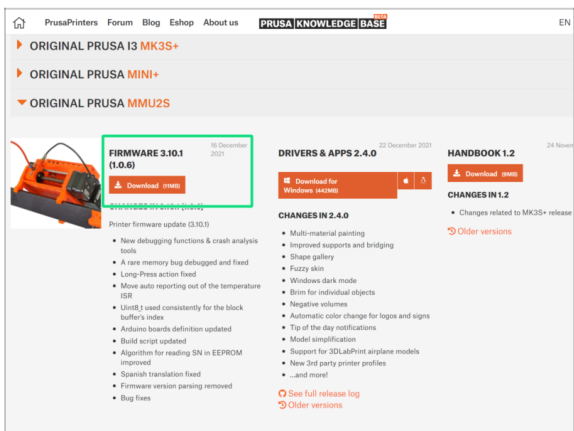 PrusaPrinters Forum Blog Eshop About us PRUSA KNOWLEDGE BASE BETA EN
ORIGINAL PRUSA I3 MK3S+
ORIGINAL PRUSA MINI+
ORIGINAL PRUSA MMU2S
FIRMWARE 3.10.1
(1.0.6)
16 December
2021
Download (11MB)
Printer firmware update (3.10.1)
New debugging functions & crash analysis
tools
A rare memory bug debugged and fixed
Long-Press action fixed
Move auto reporting out of the temperature
ISR
Uint8_t used consistently for the block
buffer's index
Arduino boards definition updated
Build script updated
Algorithm for reading SN in EEPROM
improved
Spanish translation fixed
Firmware version parsing removed
Bug fixes
DRIVERS & APPS 2.4.0
22 December 2021
Download for
Windows (442MB)
CHANGES IN 2.4.0
Multi-material painting
Improved supports and bridging
Shape gallery
Fuzzy skin
Windows dark mode
Brim for individual objects
Negative volumes
Automatic color change for logos and signs
Tip of the day notifications
Model simplification
Support for 3DLabPrint airplane models
New 3rd party printer profiles
...and more!
See full release log
Older versions
HANDBOOK 1.2
24 Novem
Download (9MB)
CHANGES IN 1.2
Changes related to MK3S+ release
Older versions